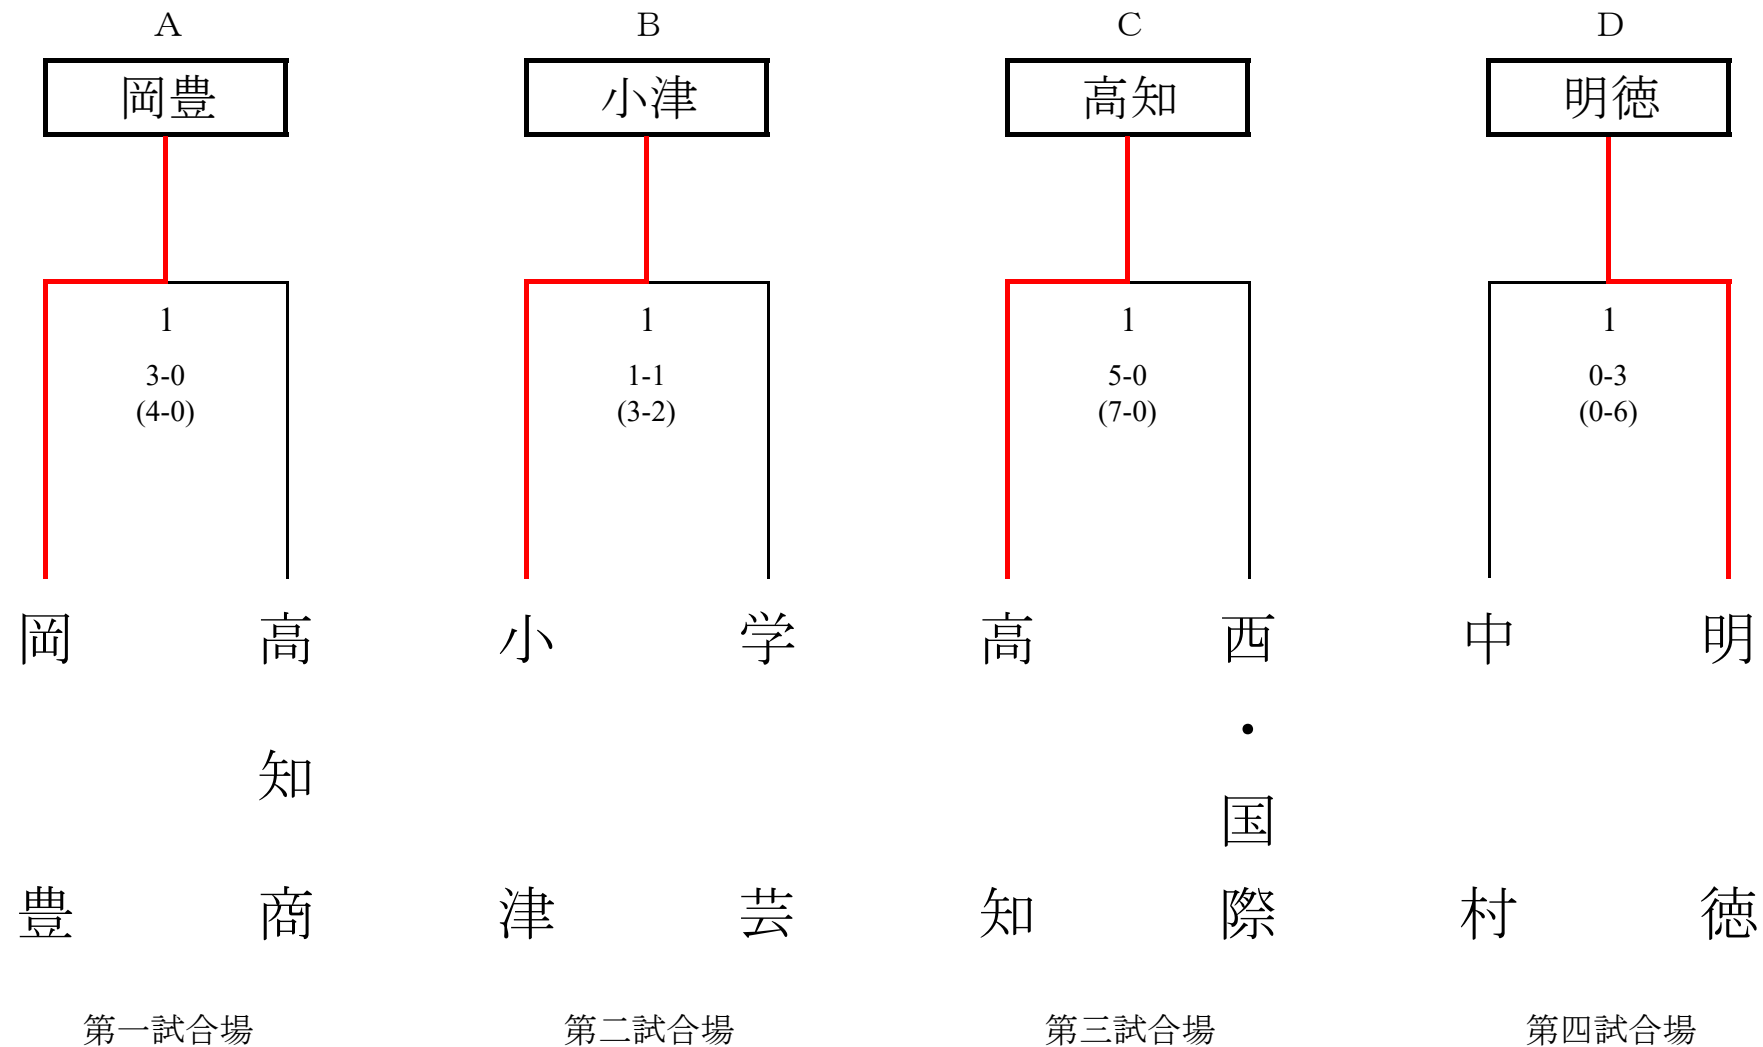 A
B
C
D
岡豊
小津
高知
明徳
1
1
1
1
3-0
1-1
5-0
0-3
(4-0)
(3-2)
(7-0)
(0-6)
岡豊
高知商
小津
学芸
高知
西・国際
中村
明徳
第一試合場
第二試合場
第三試合場
第四試合場